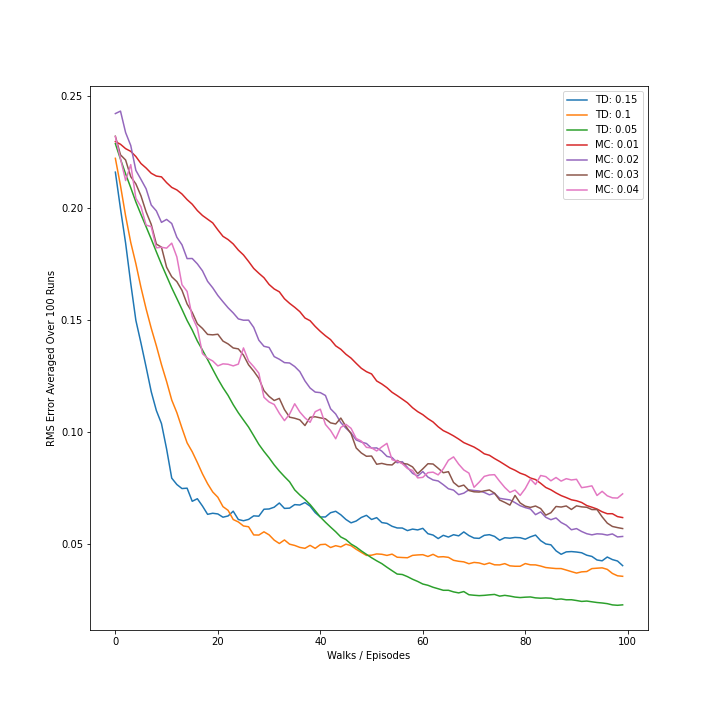 0.25
0.20
0.15
0.10
0.05
RMS Error Averaged Over 100 Runs
0 20 40 60 80 100
Walks / Episodes
TD: 0.15
TD: 0.1
TD: 0.05
MC: 0.01
MC: 0.02
MC: 0.03
MC: 0.04